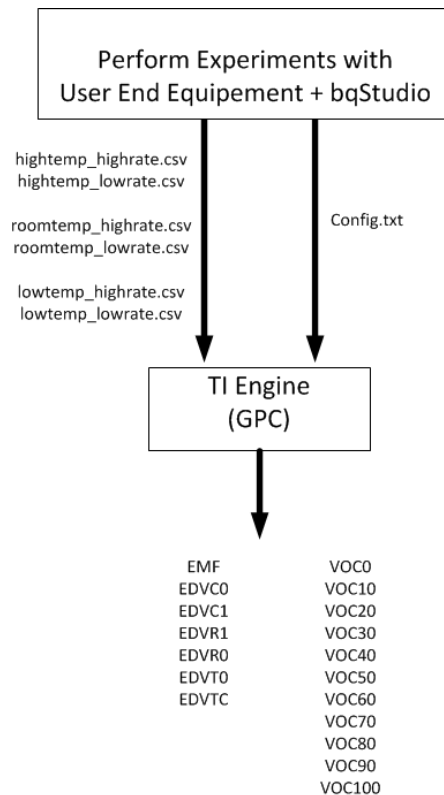 Perform Experiments with
User End Equipement + bqStudio
hightemp_highrate.csv
hightemp_lowrate.csv
roomtemp_highrate.csv
roomtemp_lowrate.csv
lowtemp_highrate.csv
lowtemp_lowrate.csv
Config.txt
TI Engine
(GPC)
EMF
EDVC0
EDVC1
EDVR1
EDVR0
EDVT0
EDVTC
VOC0
VOC10
VOC20
VOC30
VOC40
VOC50
VOC60
VOC70
VOC80
VOC90
VOC100